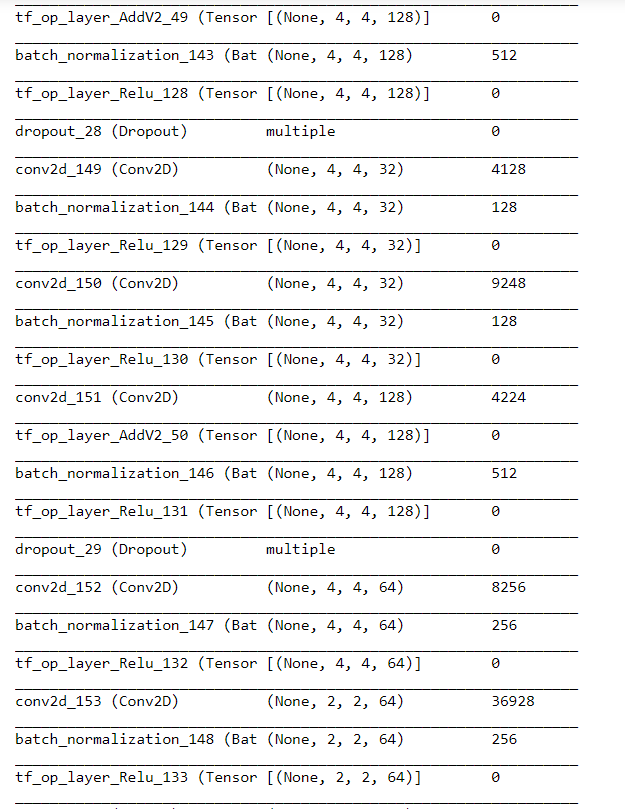 tf_op_layer_AddV2_49 (Tensor [(None, 4, 4, 128)] 0
batch_normalization_143 (Bat (None, 4, 4, 128) 512
tf_op_layer_Relu_128 (Tensor [(None, 4, 4, 128)] 0
dropout_28 (Dropout) multiple 0
conv2d_149 (Conv2D) (None, 4, 4, 32) 4128
batch_normalization_144 (Bat (None, 4, 4, 32) 128
tf_op_layer_Relu_129 (Tensor [(None, 4, 4, 32)] 0
conv2d_150 (Conv2D) (None, 4, 4, 32) 9248
batch_normalization_145 (Bat (None, 4, 4, 32) 128
tf_op_layer_Relu_130 (Tensor [(None, 4, 4, 32)] 0
conv2d_151 (Conv2D) (None, 4, 4, 128) 4224
tf_op_layer_AddV2_50 (Tensor [(None, 4, 4, 128)] 0
batch_normalization_146 (Bat (None, 4, 4, 128) 512
tf_op_layer_Relu_131 (Tensor [(None, 4, 4, 128)] 0
dropout_29 (Dropout) multiple 0
conv2d_152 (Conv2D) (None, 4, 4, 64) 8256
batch_normalization_147 (Bat (None, 4, 4, 64) 256
tf_op_layer_Relu_132 (Tensor [(None, 4, 4, 64)] 0
conv2d_153 (Conv2D) (None, 2, 2, 64) 36928
batch_normalization_148 (Bat (None, 2, 2, 64) 256
tf_op_layer_Relu_133 (Tensor [(None, 2, 2, 64)] 0